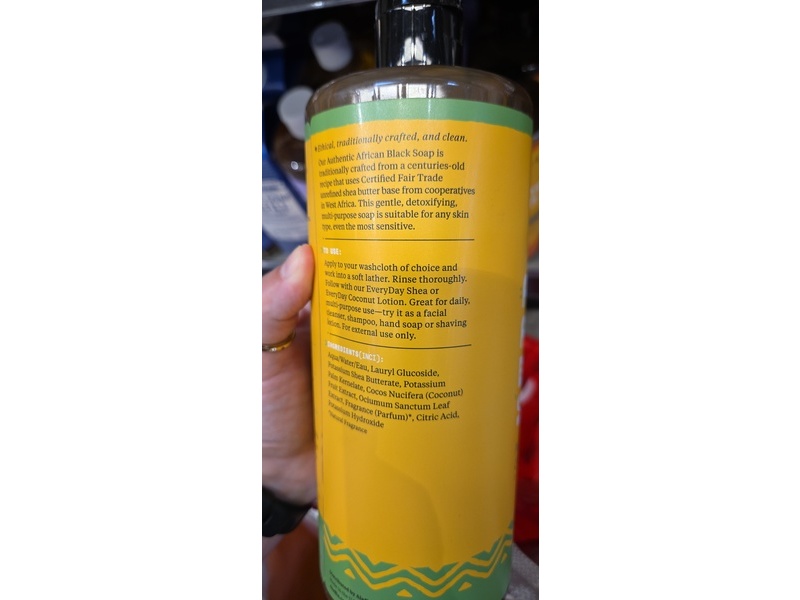 Ethical, traditionally crafted, and clean.
Our Authentic African Black Soap is
traditionally crafted from a centuries-old
recipe that uses Certified Fair Trade
unrefined shea butter base from cooperatives
in West Africa. This gentle, detoxifying,
multi-purpose soap is suitable for any skin
type, even the most sensitive.
TO USE:
Apply to your washcloth of choice and
work into a soft lather. Rinse thoroughly.
Follow with our EveryDay Shea or
EveryDay Coconut Lotion. Great for daily,
multi-purpose use—try it as a facial
cleanser, shampoo, hand soap or shaving
lotion. For external use only.
INGREDIENTS(INCI):
Aqua/Water/Eau, Lauryl Glucoside,
Potassium Shea Butterate, Potassium
Palm Kernelate, Cocos Nucifera (Coconut)
Fruit Extract, Ociumum Sanctum Leaf
Extract, Fragrance (Parfum)*, Citric Acid,
Potassium Hydroxide
*Natural Fragrance